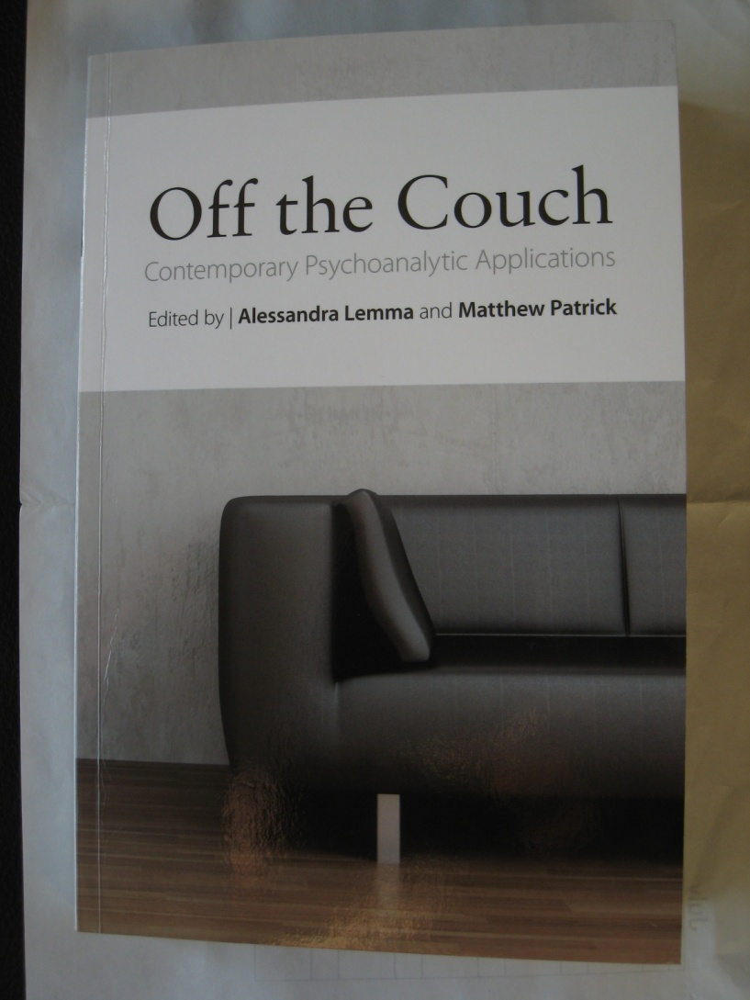 Off the Couch
Contemporary Psychoanalytic Applications
Edited by | Alessandra Lemma and Matthew Patrick